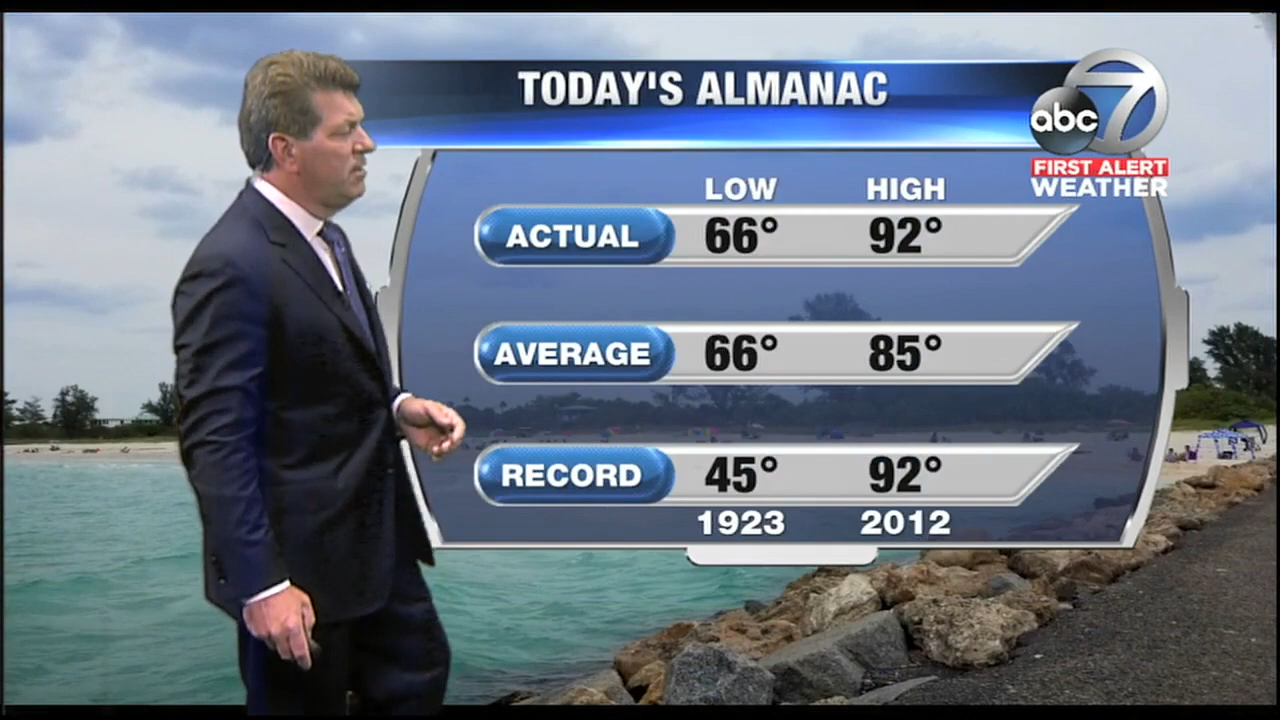 TODAY'S ALMANAC
abc 7
FIRST ALERT
WEATHER
LOW HIGH
ACTUAL 66° 92°
AVERAGE 66° 85°
RECORD 45° 92°
1923 2012